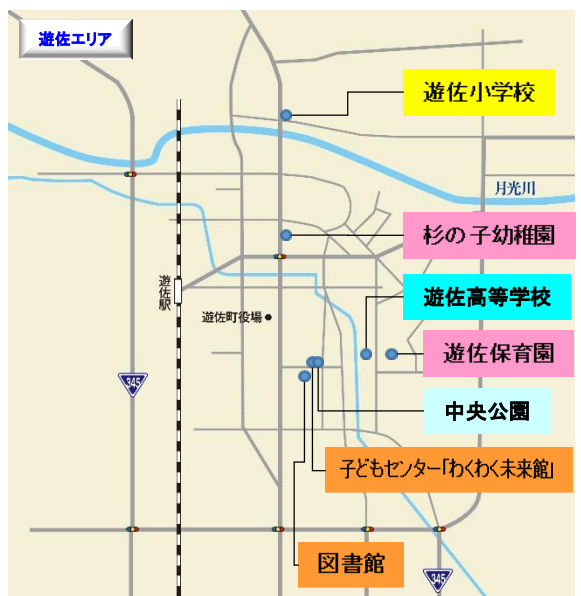 遊佐エリア
遊佐小学校
月光川
杉の子幼稚園
遊佐駅
遊佐高等学校
遊佐町役場
遊佐保育園
345
中央公園
子どもセンター「わくわく未来館」
図書館
345